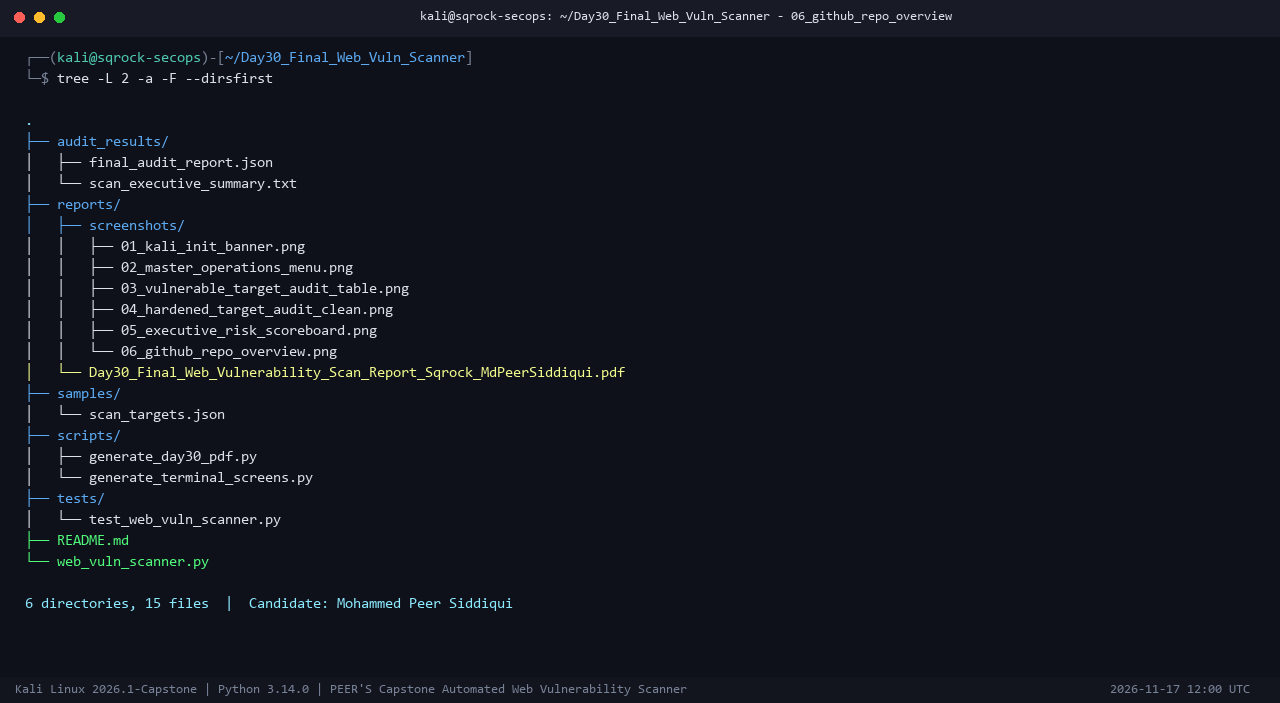 kali@sqrock-secops: ~/Day30_Final_Web_Vuln_Scanner - 06_github_repo_overview
┌──(kali@sqrock-secops)-[~/Day30_Final_Web_Vuln_Scanner]
└─$ tree -L 2 -a -F --dirsfirst
.
├── audit_results/
│   ├── final_audit_report.json
│   └── scan_executive_summary.txt
├── reports/
│   ├── screenshots/
│   │   ├── 01_kali_init_banner.png
│   │   ├── 02_master_operations_menu.png
│   │   ├── 03_vulnerable_target_audit_table.png
│   │   ├── 04_hardened_target_audit_clean.png
│   │   ├── 05_executive_risk_scoreboard.png
│   │   └── 06_github_repo_overview.png
│   └── Day30_Final_Web_Vulnerability_Scan_Report_Sqrock_MdPeerSiddiqui.pdf
├── samples/
│   └── scan_targets.json
├── scripts/
│   ├── generate_day30_pdf.py
│   └── generate_terminal_screens.py
├── tests/
│   └── test_web_vuln_scanner.py
├── README.md
└── web_vuln_scanner.py
6 directories, 15 files  │  Candidate: Mohammed Peer Siddiqui
Kali Linux 2026.1-Capstone | Python 3.14.0 | PEER'S Capstone Automated Web Vulnerability Scanner
2026-11-17 12:00 UTC